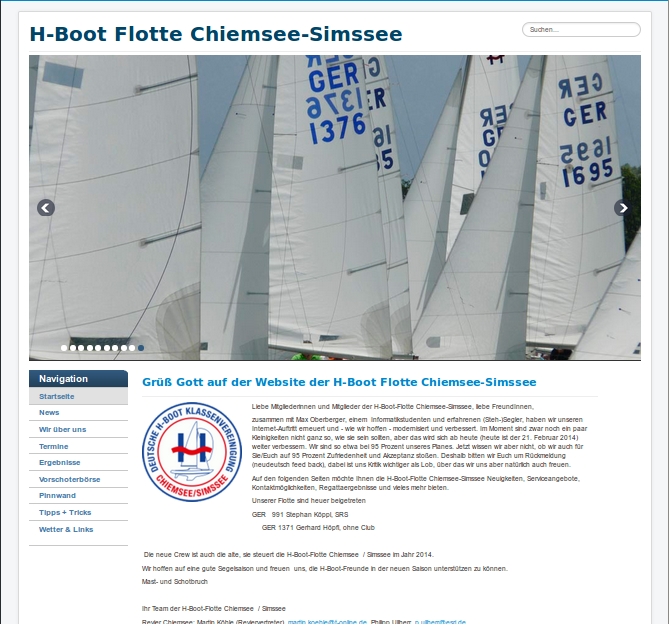 H-Boot Flotte Chiemsee-Simssee
Suchen...
GER
1376
GER
1376
GER
95
GER
GER
GER
1695
1695
Navigation
Startseite
News
Wir über uns
Termine
Ergebnisse
Vorschoterbörse
Pinnwand
Tipps + Tricks
Wetter & Links
Grüß Gott auf der Website der H-Boot Flotte Chiemsee-Simssee
DEUTSCHE H-BOOT KLASSENVEREINIGUNG
H
CHIEMSEE/SIMSSEE
Liebe Mitgliederinnen und Mitglieder der H-Boot-Flotte Chiemsee-Simssee, liebe FreundInnen,
zusammen mit Max Oberberger, einem Informatikstudenten und erfahrenen (Steh-)Segler, haben wir unseren
Internet-Auftritt erneuert und - wie wir hoffen - modernisiert und verbessert. Im Moment sind zwar noch ein paar
Kleinigkeiten nicht ganz so, wie sie sein sollten, aber das wird sich ab heute (heute ist der 21. Februar 2014)
weiter verbessern. Wir sind so etwa bei 95 Prozent unseres Planes. Jetzt wissen wir aber nicht, ob wir auch für
Sie/Euch auf 95 Prozent Zufriedenheit und Akzeptanz stoßen. Deshalb bitten wir Euch um Rückmeldung
(neudeutsch feed back), dabei ist uns Kritik wichtiger als Lob, über das wir uns aber natürlich auch freuen.
Auf den folgenden Seiten möchte Ihnen die H-Boot-Flotte Chiemsee-Simssee Neuigkeiten, Serviceangebote,
Kontaktmöglichkeiten, Regattaergebnisse und vieles mehr bieten.
Unserer Flotte sind heuer beigetreten
GER 991 Stephan Köppl, SRS
GER 1371 Gerhard Höpfl, ohne Club
Die neue Crew ist auch die alte, sie steuert die H-Boot-Flotte Chiemsee / Simssee im Jahr 2014.
Wir hoffen auf eine gute Segelsaison und freuen uns, die H-Boot-Freunde in der neuen Saison unterstützen zu können.
Mast- und Schotbruch
Ihr Team der H-Boot-Flotte Chiemsee / Simssee
Revier Chiemsee: Martin Köhle (Reviervertreter), martin.koehle@t-online.de, Philipp Ullherr,